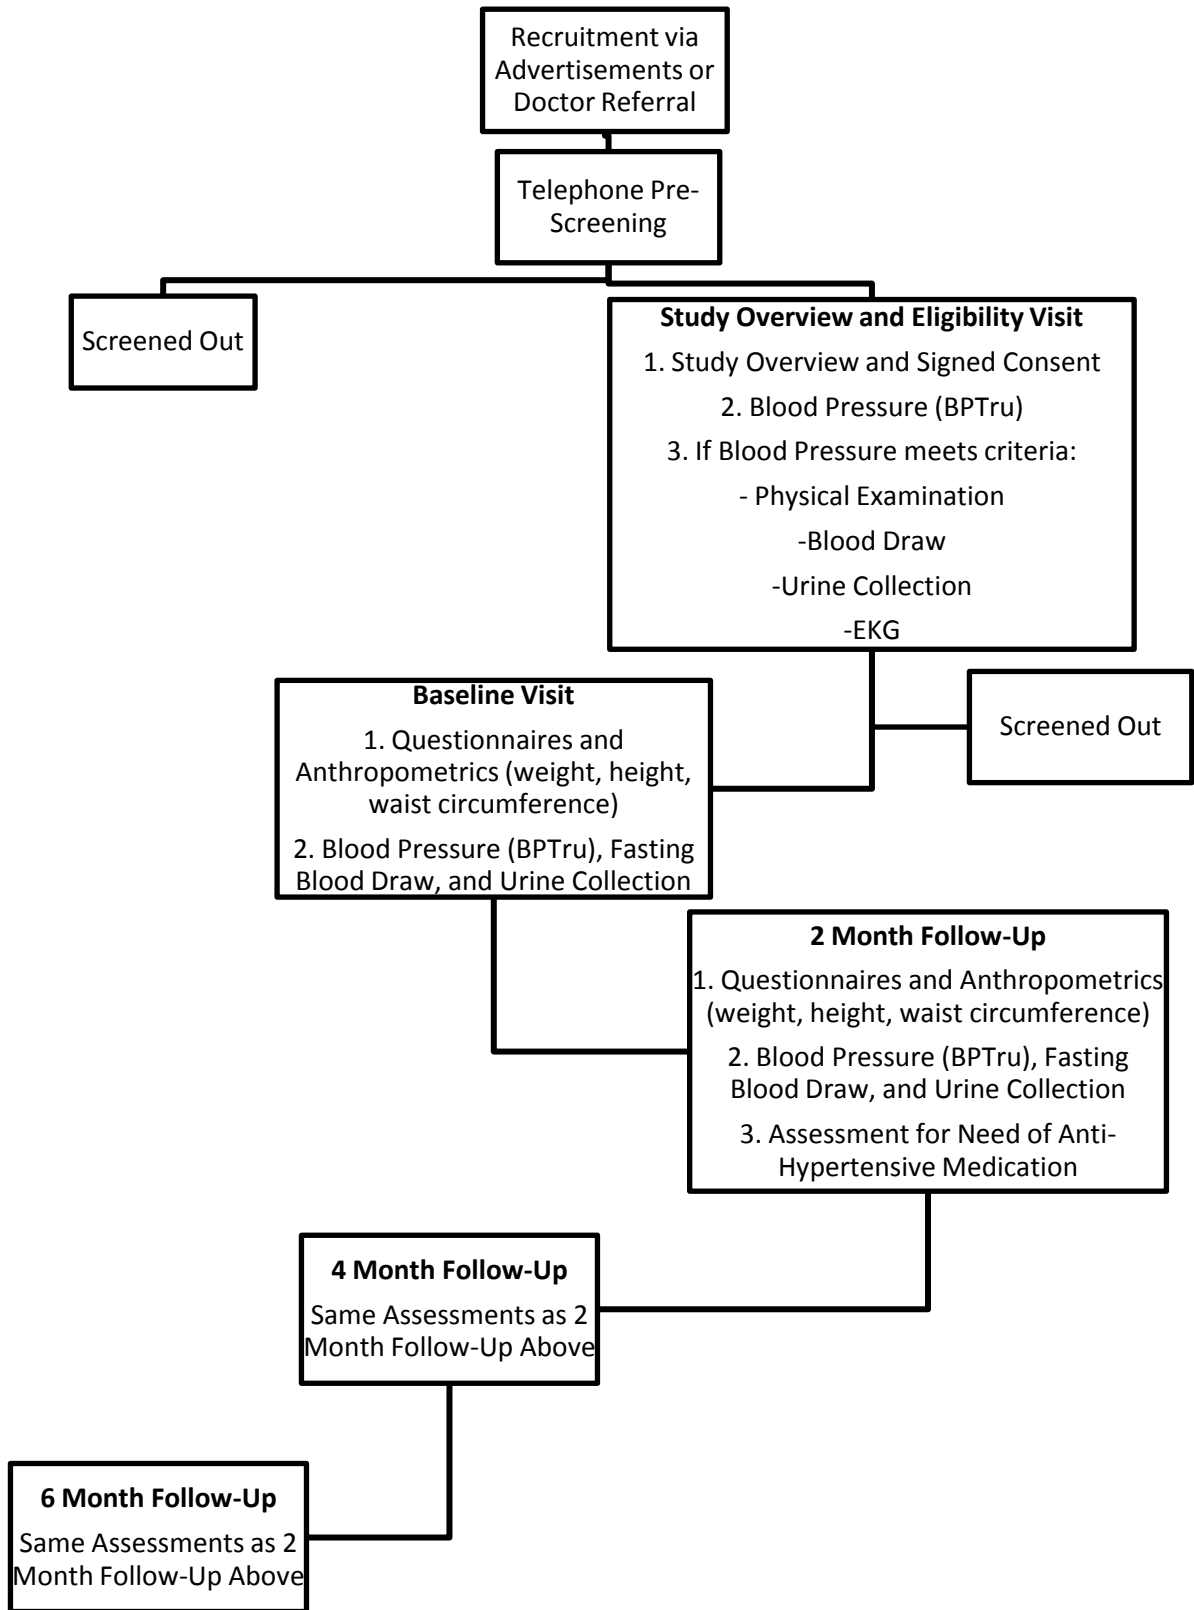 Recruitment via
Advertisements or
Doctor Referral
Telephone Pre-
Screening
Screened Out
Study Overview and Eligibility Visit
1. Study Overview and Signed Consent
2. Blood Pressure (BPTru)
3. If Blood Pressure meets criteria:
- Physical Examination
-Blood Draw
-Urine Collection
-EKG
Screened Out
Baseline Visit
1. Questionnaires and
Anthropometrics (weight, height,
waist circumference)
2. Blood Pressure (BPTru), Fasting
Blood Draw, and Urine Collection
2 Month Follow-Up
1. Questionnaires and Anthropometrics
(weight, height, waist circumference)
2. Blood Pressure (BPTru), Fasting
Blood Draw, and Urine Collection
3. Assessment for Need of Anti-
Hypertensive Medication
4 Month Follow-Up
Same Assessments as 2
Month Follow-Up Above
6 Month Follow-Up
Same Assessments as 2
Month Follow-Up Above